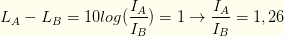 L_A − L_B = 10log(I_A/I_B) = 1 → I_A/I_B = 1,26